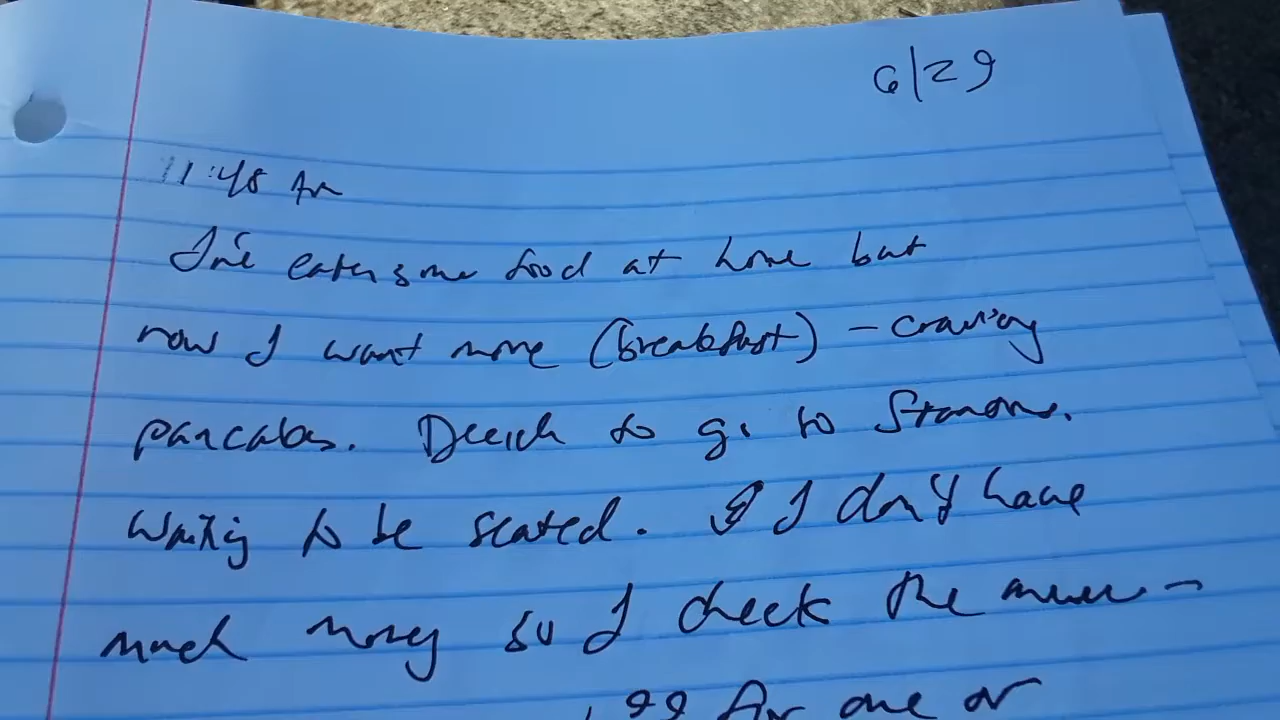 6/29
11:48 Am
I've eaten some food at home but
now I want more (breakfast) - craving
pancakes. Decide to go to
Waiting to be seated. I don't have
much money so I check the menu -
99 for one or